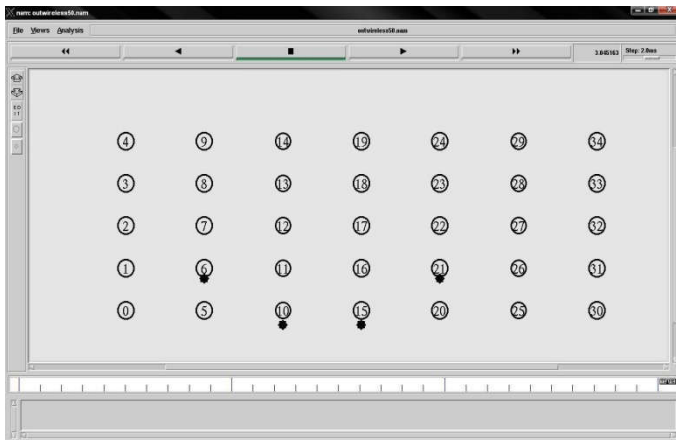 nam: outwireless50.nam
File Views Analysis outwireless50.nam
3.045163 Step: 2.0ms
4 9 14 19 24 29 34
3 8 13 18 23 28 33
2 7 12 17 22 27 32
1 6 11 16 21 26 31
0 5 10 15 20 25 30